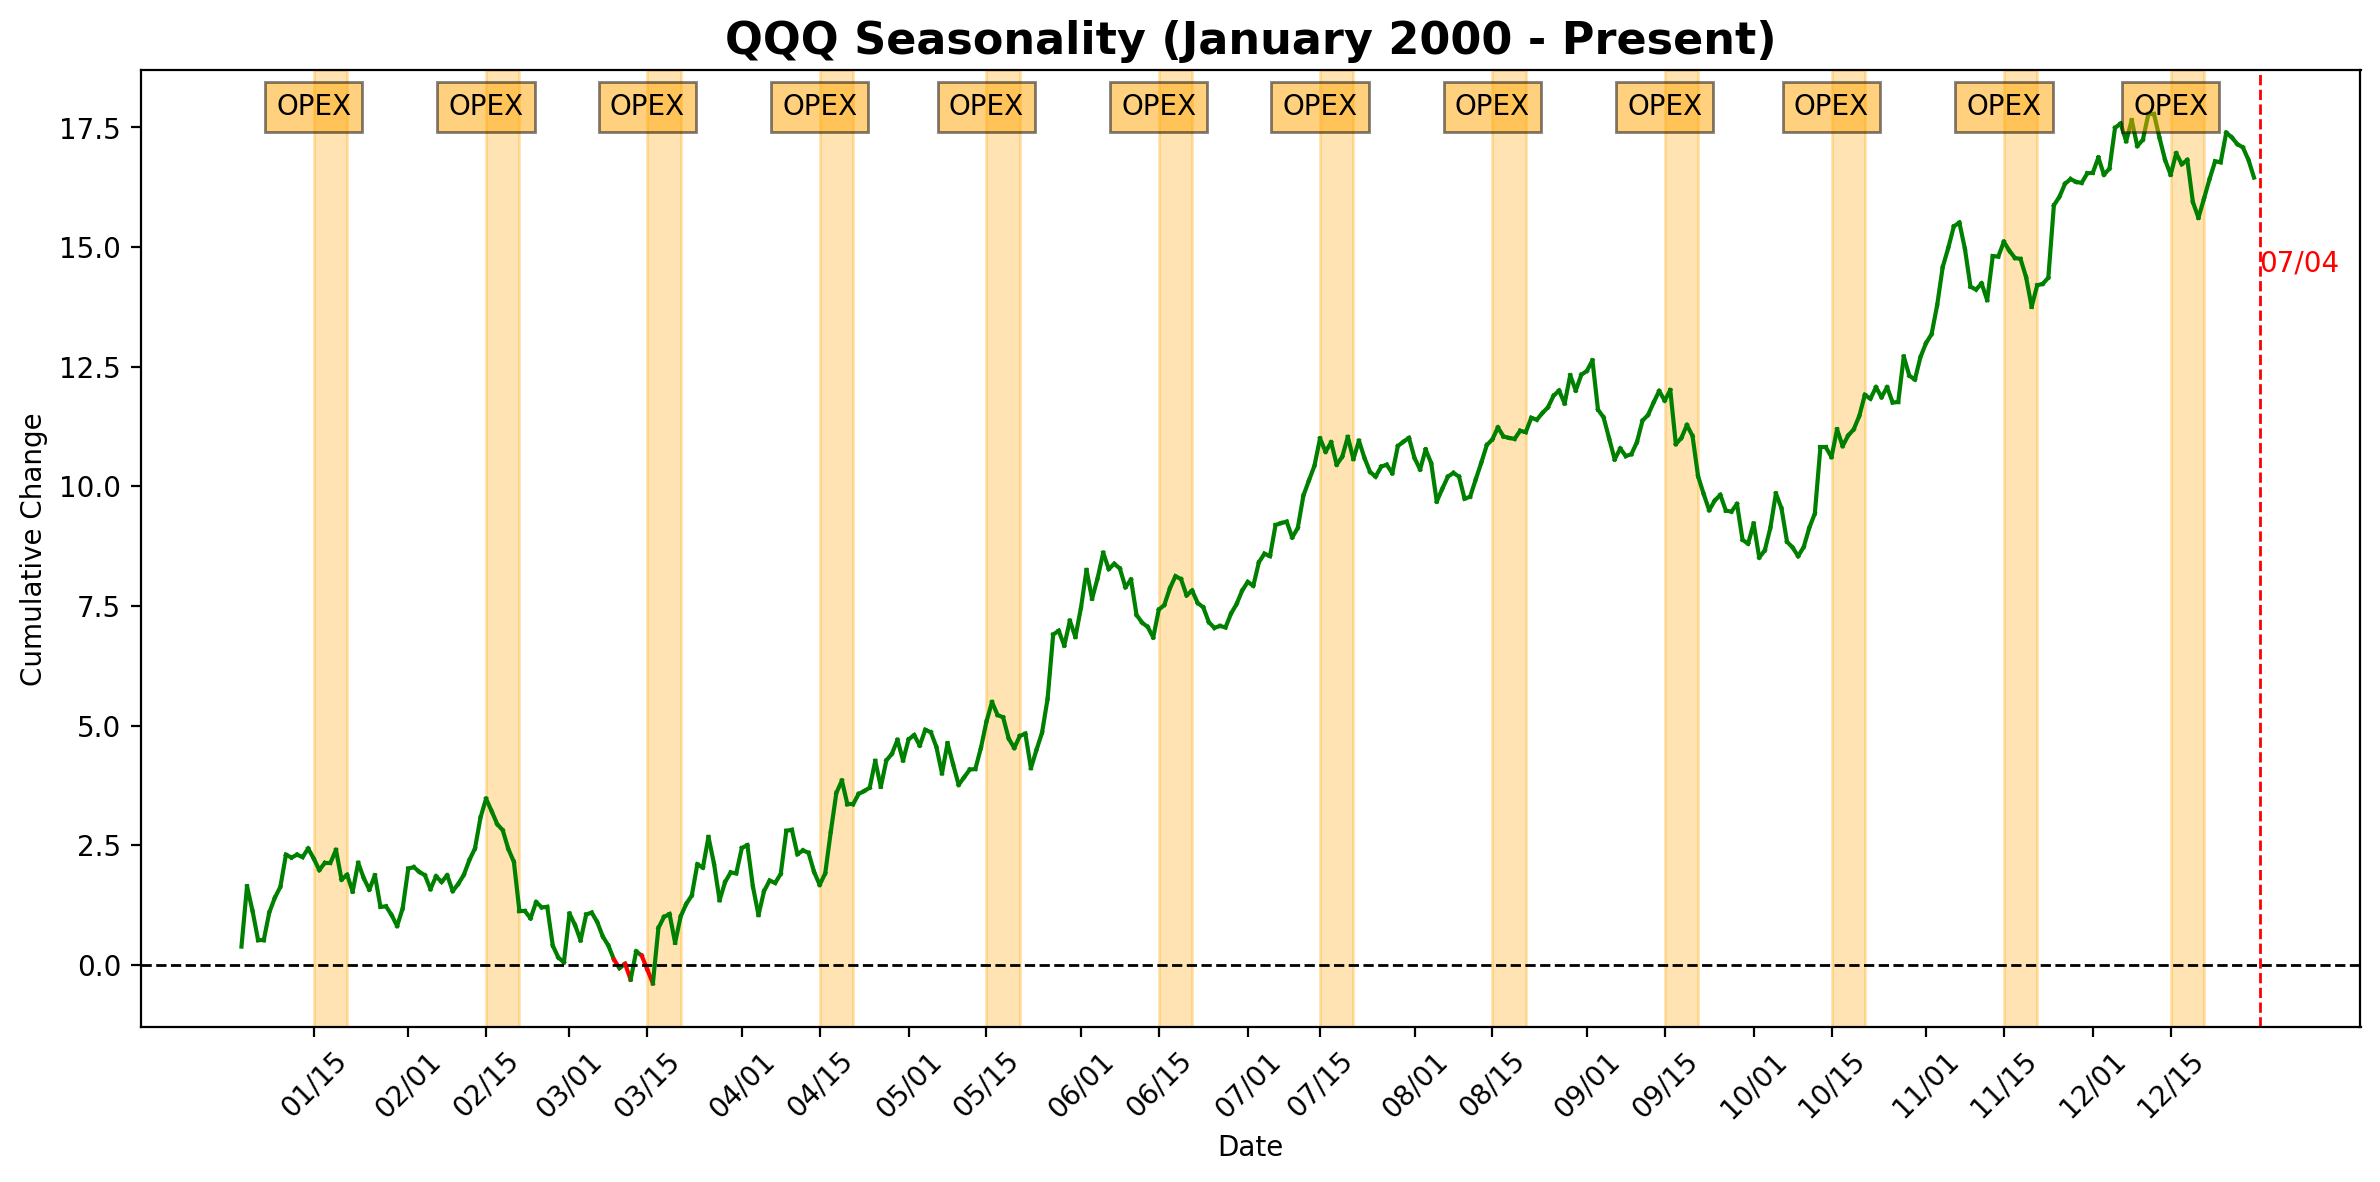 QQQ Seasonality (January 2000 - Present)
OPEX OPEX OPEX OPEX OPEX OPEX OPEX OPEX OPEX OPEX OPEX OPEX
17.5
15.0
12.5
10.0
7.5
5.0
2.5
0.0
Cumulative Change
07/04
01/15 02/01 02/15 03/01 03/15 04/01 04/15 05/01 05/15 06/01 06/15 07/01 07/15 08/01 08/15 09/01 09/15 10/01 10/15 11/01 11/15 12/01 12/15
Date